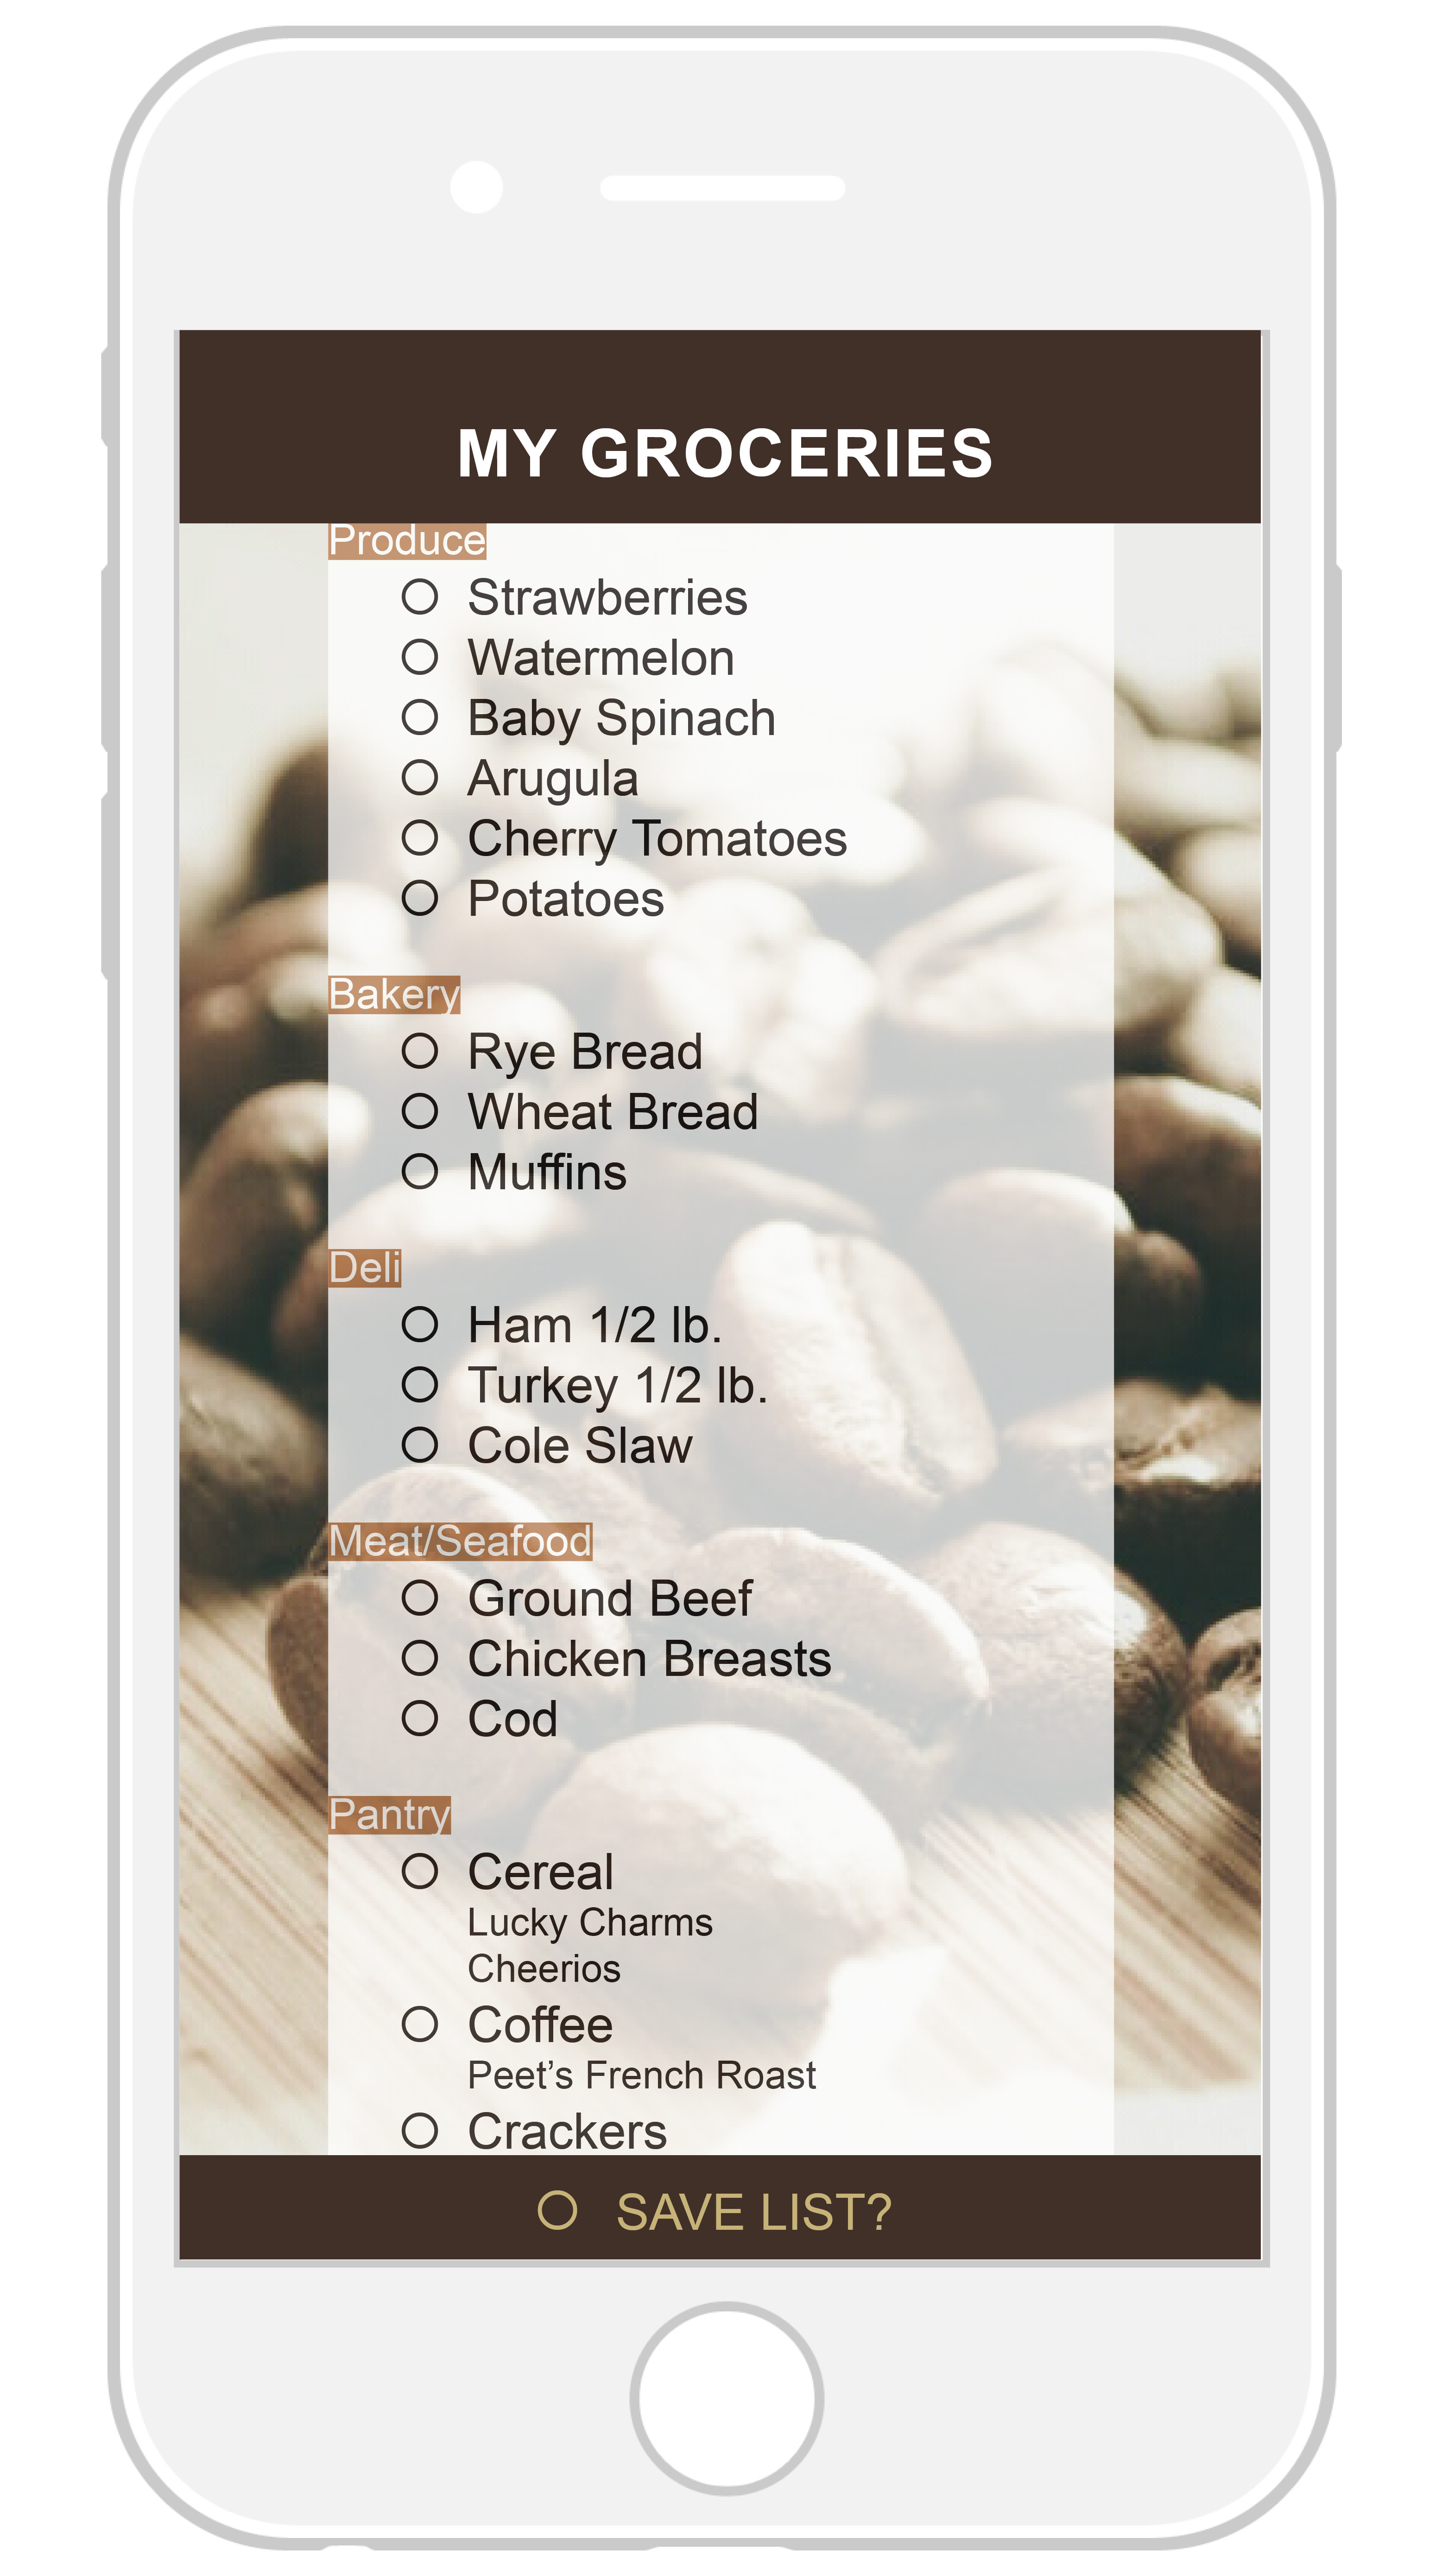 MY GROCERIES
Produce
Strawberries
Watermelon
Baby Spinach
Arugula
Cherry Tomatoes
Potatoes
Bakery
Rye Bread
Wheat Bread
Muffins
Deli
Ham 1/2 lb.
Turkey 1/2 lb.
Cole Slaw
Meat/Seafood
Ground Beef
Chicken Breasts
Cod
Pantry
Cereal
Lucky Charms
Cheerios
Coffee
Peet’s French Roast
Crackers
SAVE LIST?